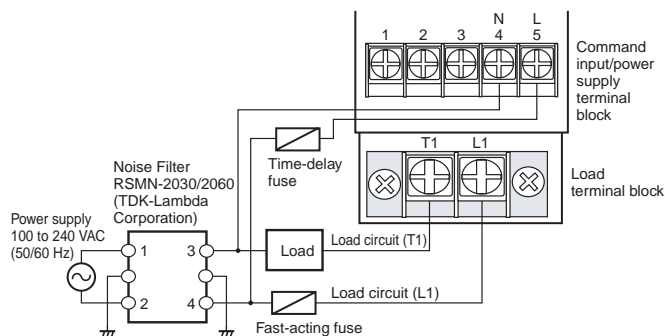 N L
1 2 3 4 5
Command
input/power
supply
terminal
block
T1 L1
Load
terminal block
Time-delay
fuse
Noise Filter
RSMN-2030/2060
(TDK-Lambda
Corporation)
Power supply
100 to 240 VAC
(50/60 Hz)
1 3
Load
Load circuit (T1)
2 4
Load circuit (L1)
Fast-acting fuse